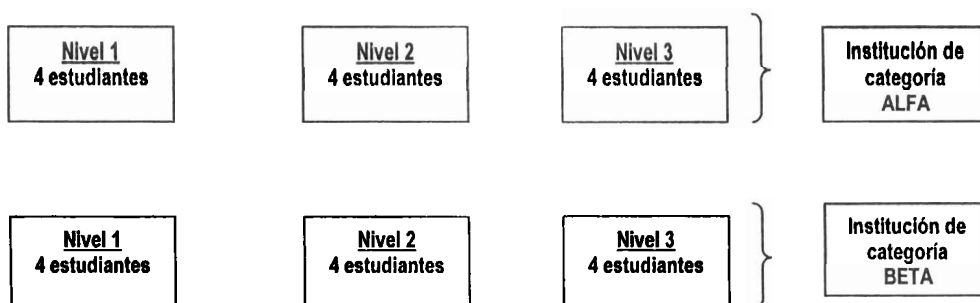 Nivel 1
4 estudiantes
Nivel 2
4 estudiantes
Nivel 3
4 estudiantes
Institución de
categoría
ALFA
Nivel 1
4 estudiantes
Nivel 2
4 estudiantes
Nivel 3
4 estudiantes
Institución de
categoría
BETA